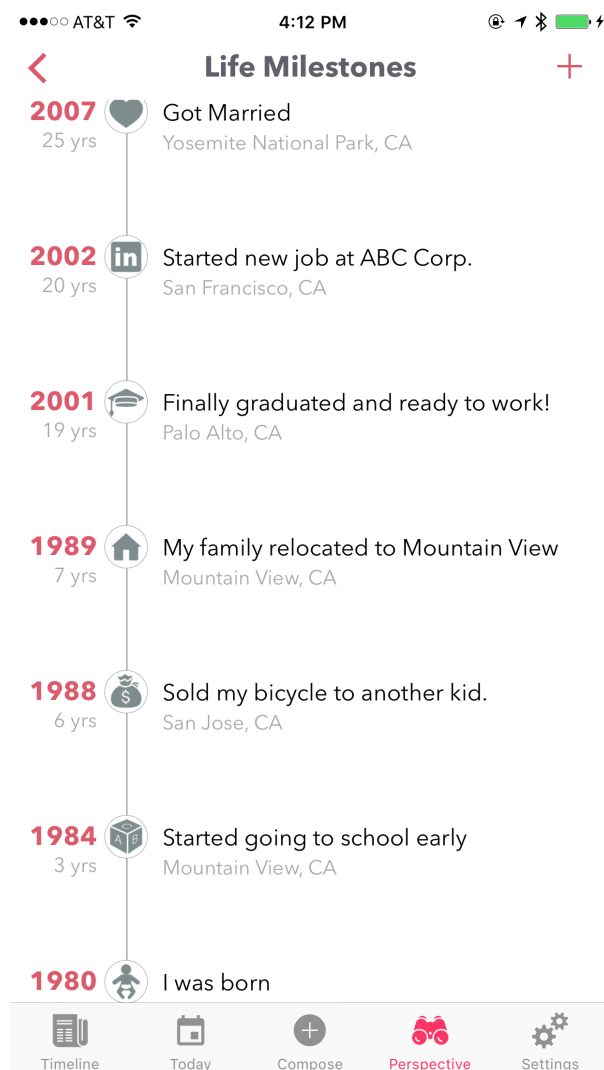 AT&T
4:12 PM
Life Milestones
2007
Got Married
25 yrs
Yosemite National Park, CA
2002
in
Started new job at ABC Corp.
20 yrs
San Francisco, CA
2001
Finally graduated and ready to work!
19 yrs
Palo Alto, CA
1989
My family relocated to Mountain View
7 yrs
Mountain View, CA
1988
$
Sold my bicycle to another kid.
6 yrs
San Jose, CA
1984
A B
Started going to school early
3 yrs
Mountain View, CA
1980
I was born
Timeline Today Compose Perspective Settings